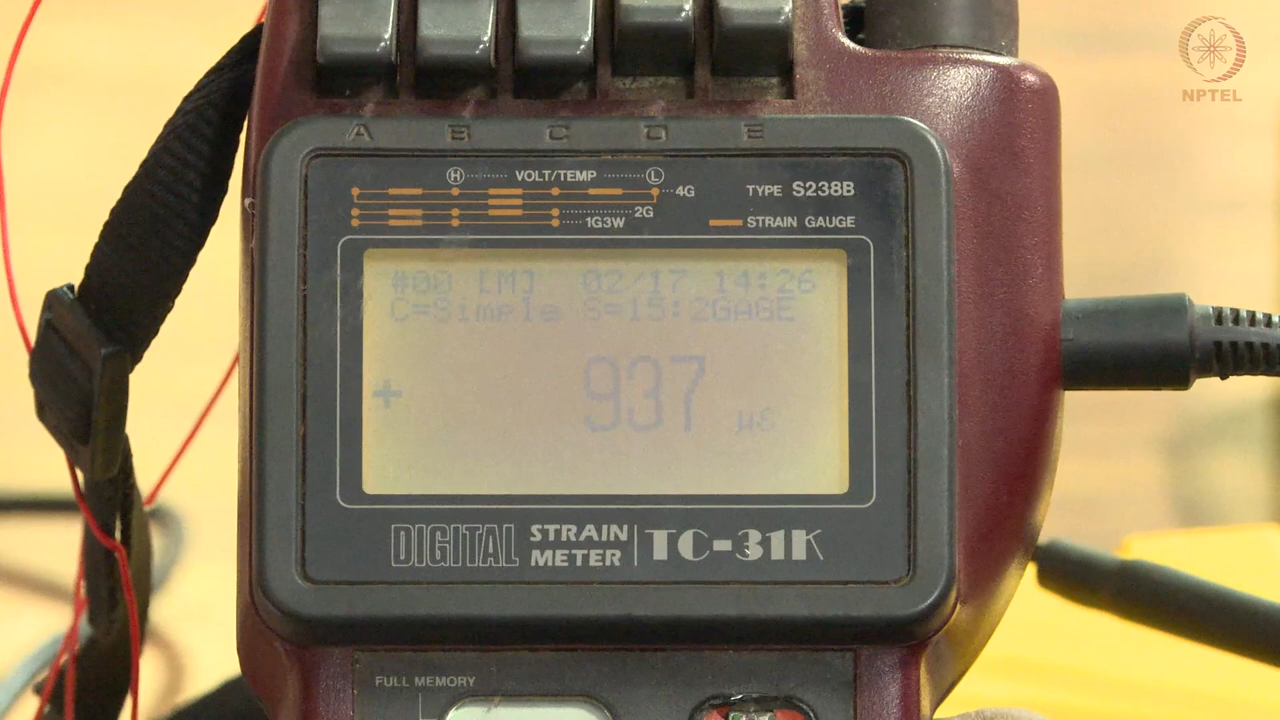 NPTEL
A B C D E
H VOLT/TEMP L
4G
TYPE S238B
2G
1G3W
STRAIN GAUGE
#00 [M] 02/17 14:26
C=Simple S=15:2GAGE
+ 937 με
DIGITAL STRAIN METER TC-31K
FULL MEMORY